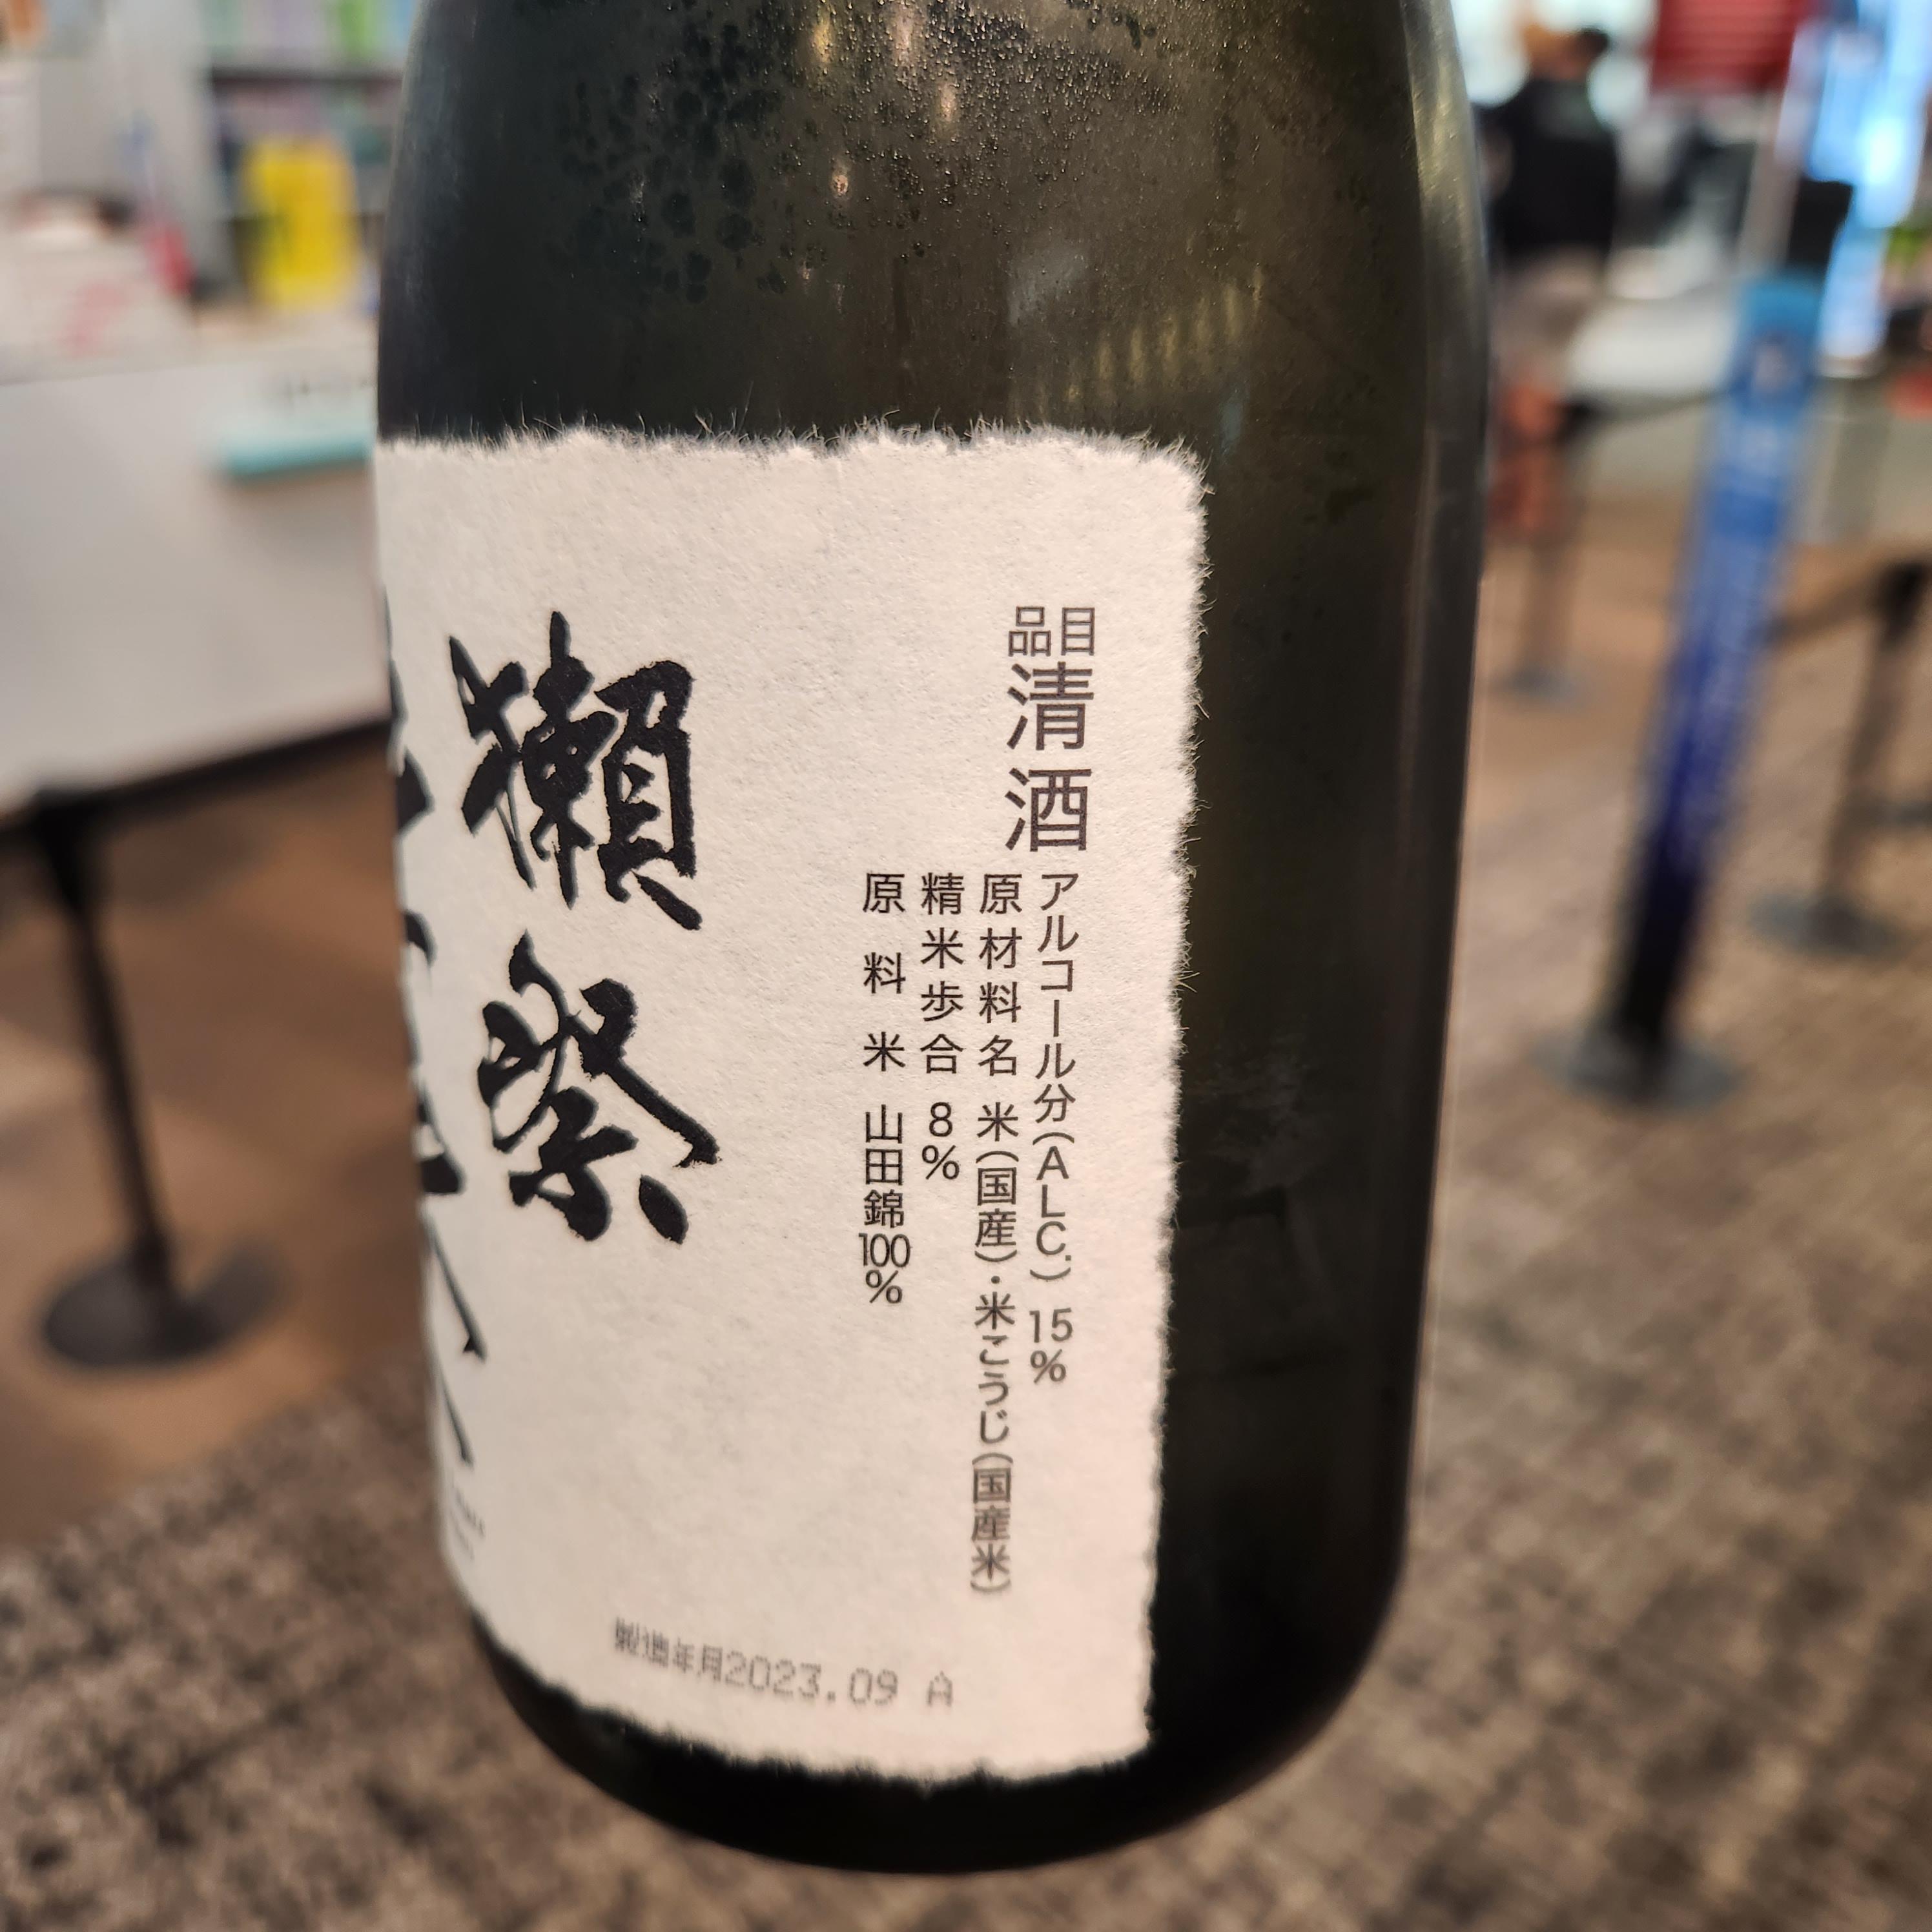 品目
清酒
アルコール分(ALC.) 15%
原材料名 米(国産)・米こうじ(国産米)
精米歩合 8%
原料米 山田錦100%
獺祭
製造年月2023.09 A